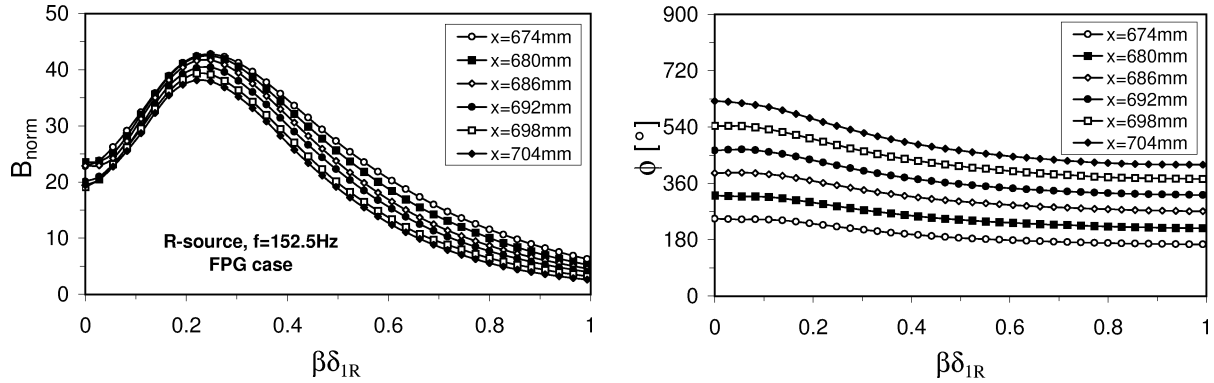 50
40
30
20
10
0
B_norm
x=674mm
x=680mm
x=686mm
x=692mm
x=698mm
x=704mm
R-source, f=152.5Hz
FPG case
0 0.2 0.4 0.6 0.8 1
βδ_1R
900
720
540
360
180
0
ϕ [°]
x=674mm
x=680mm
x=686mm
x=692mm
x=698mm
x=704mm
0 0.2 0.4 0.6 0.8 1
βδ_1R